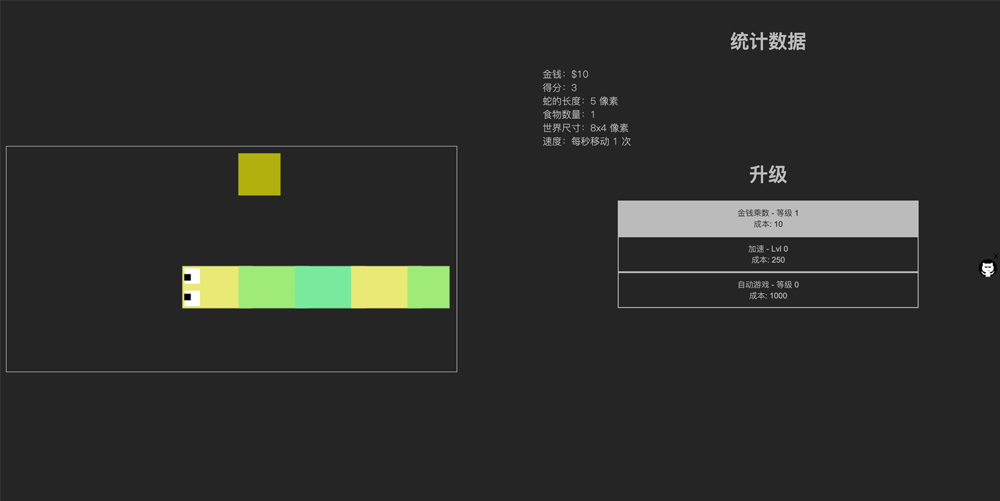 统计数据
金钱：$10
得分：3
蛇的长度：5 像素
食物数量：1
世界尺寸：8x4 像素
速度：每秒移动 1 次
升级
金钱乘数 - 等级 1
成本: 10
加速 - Lvl 0
成本: 250
自动游戏 - 等级 0
成本: 1000